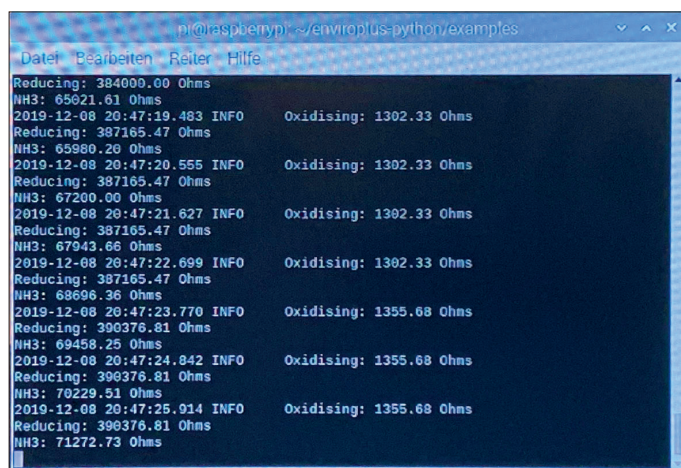 pi@raspberrypi: ~/enviroplus-python/examples
Datei Bearbeiten Reiter Hilfe
Reducing: 384000.00 Ohms
NH3: 65021.61 Ohms
2019-12-08 20:47:19.483 INFO     Oxidising: 1302.33 Ohms
Reducing: 387165.47 Ohms
NH3: 65980.20 Ohms
2019-12-08 20:47:20.555 INFO     Oxidising: 1302.33 Ohms
Reducing: 387165.47 Ohms
NH3: 67200.00 Ohms
2019-12-08 20:47:21.627 INFO     Oxidising: 1302.33 Ohms
Reducing: 387165.47 Ohms
NH3: 67943.66 Ohms
2019-12-08 20:47:22.699 INFO     Oxidising: 1302.33 Ohms
Reducing: 387165.47 Ohms
NH3: 68696.36 Ohms
2019-12-08 20:47:23.770 INFO     Oxidising: 1355.68 Ohms
Reducing: 390376.81 Ohms
NH3: 69458.25 Ohms
2019-12-08 20:47:24.842 INFO     Oxidising: 1355.68 Ohms
Reducing: 390376.81 Ohms
NH3: 70229.51 Ohms
2019-12-08 20:47:25.914 INFO     Oxidising: 1355.68 Ohms
Reducing: 390376.81 Ohms
NH3: 71272.73 Ohms